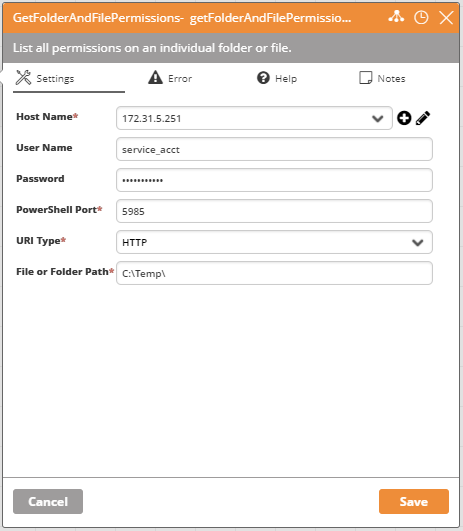 GetFolderAndFilePermissions- getFolderAndFilePermissio...
List all permissions on an individual folder or file.
Settings Error Help Notes
Host Name* 172.31.5.251
User Name service_acct
Password •••••••••••
PowerShell Port* 5985
URI Type* HTTP
File or Folder Path* C:\Temp\
Cancel Save